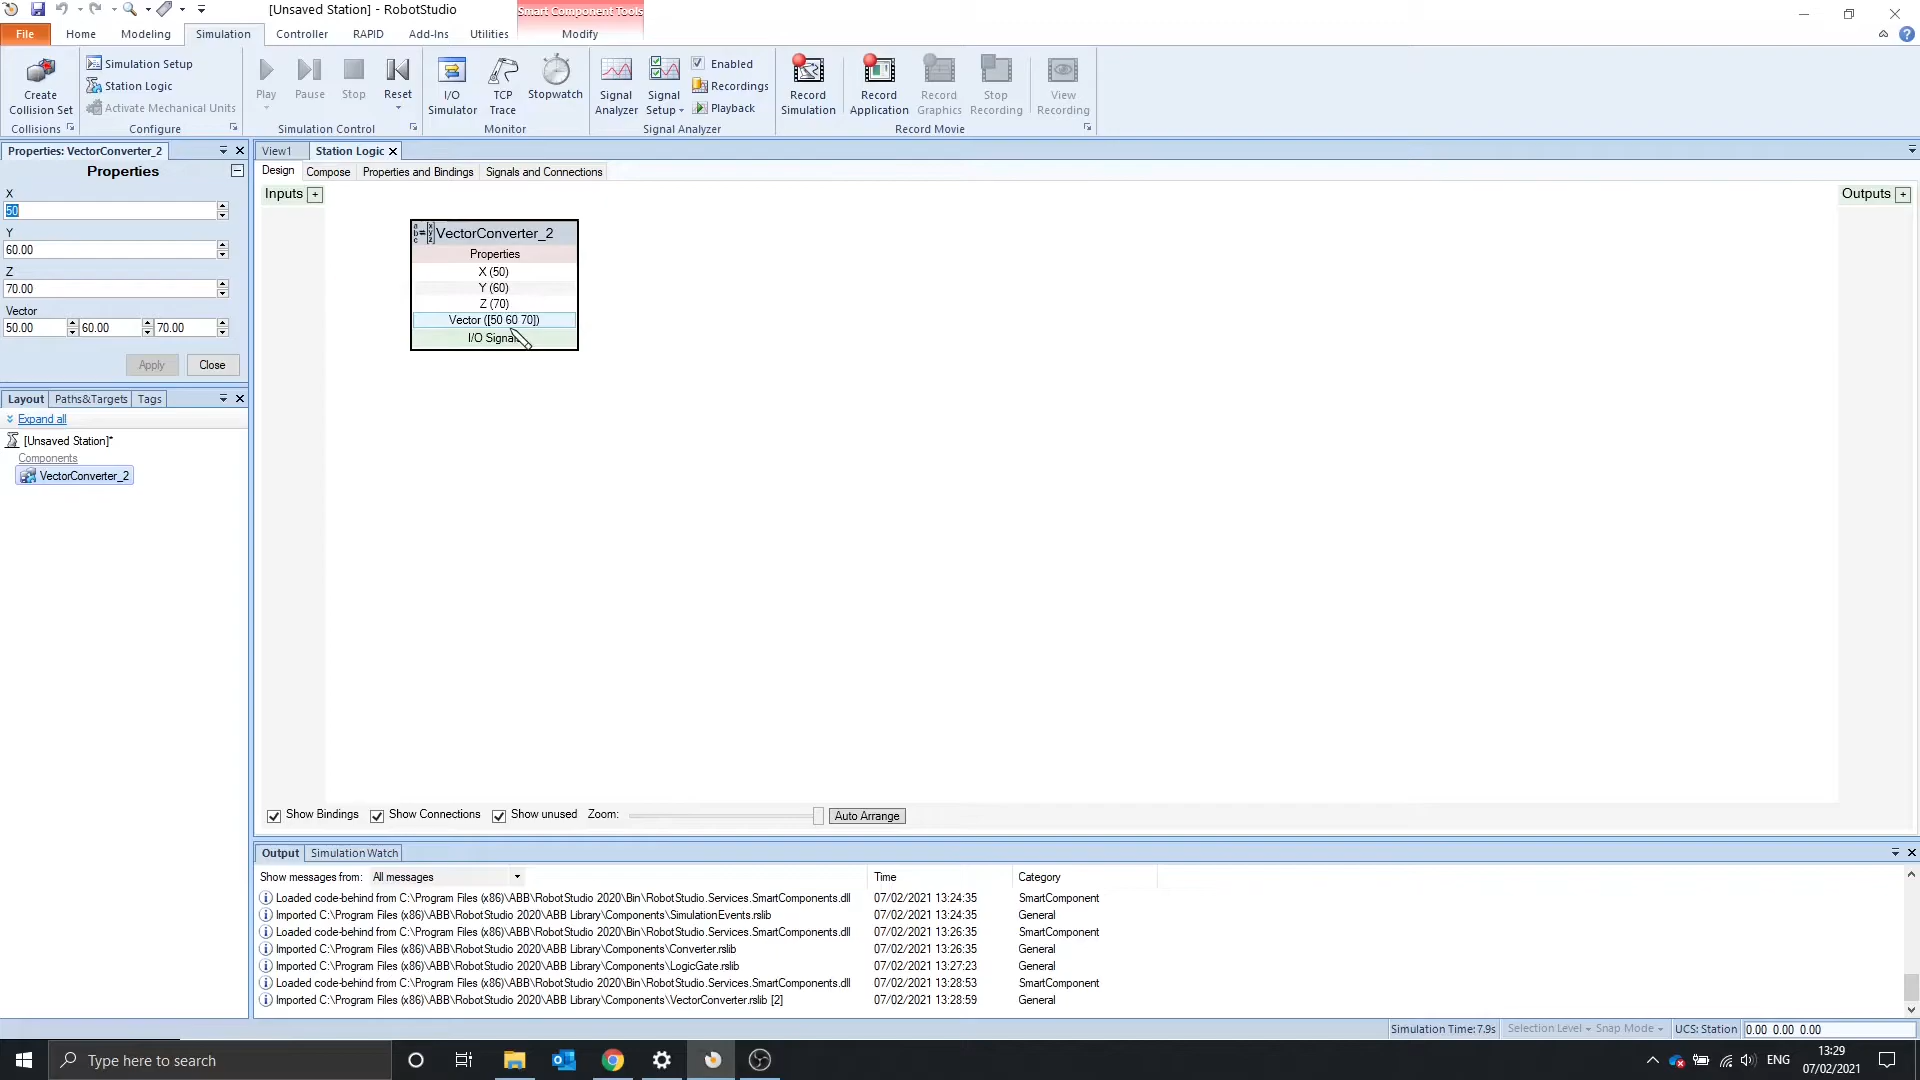 [Unsaved Station] - RobotStudio
Smart Component Tools
File
Home
Modeling
Simulation
Controller
RAPID
Add-Ins
Utilities
Modify
Create
Collision Set
Collisions
Simulation Setup
Station Logic
Activate Mechanical Units
Configure
Play
Pause
Stop
Reset
Simulation Control
I/O
Simulator
TCP
Trace
Stopwatch
Monitor
Signal
Analyzer
Signal
Setup
Enabled
Recordings
Playback
Signal Analyzer
Record
Simulation
Record
Application
Record
Graphics
Stop
Recording
View
Recording
Record Movie
Properties: VectorConverter_2
Properties
X
50
Y
60.00
Z
70.00
Vector
50.00 60.00 70.00
Apply
Close
Layout
Paths&Targets
Tags
Expand all
[Unsaved Station]*
Components
VectorConverter_2
View1
Station Logic
Design
Compose
Properties and Bindings
Signals and Connections
Inputs +
Outputs +
VectorConverter_2
Properties
X (50)
Y (60)
Z (70)
Vector ([50 60 70])
I/O Signals
Show Bindings
Show Connections
Show unused
Zoom:
Auto Arrange
Output
Simulation Watch
Show messages from: All messages Time Category
Loaded code-behind from C:\Program Files (x86)\ABB\RobotStudio 2020\Bin\RobotStudio.Services.SmartComponents.dll 07/02/2021 13:24:35 SmartComponent
Imported C:\Program Files (x86)\ABB\RobotStudio 2020\ABB Library\Components\SimulationEvents.rslib 07/02/2021 13:24:35 General
Loaded code-behind from C:\Program Files (x86)\ABB\RobotStudio 2020\Bin\RobotStudio.Services.SmartComponents.dll 07/02/2021 13:26:35 SmartComponent
Imported C:\Program Files (x86)\ABB\RobotStudio 2020\ABB Library\Components\Converter.rslib 07/02/2021 13:26:35 General
Imported C:\Program Files (x86)\ABB\RobotStudio 2020\ABB Library\Components\LogicGate.rslib 07/02/2021 13:27:23 General
Loaded code-behind from C:\Program Files (x86)\ABB\RobotStudio 2020\Bin\RobotStudio.Services.SmartComponents.dll 07/02/2021 13:28:53 SmartComponent
Imported C:\Program Files (x86)\ABB\RobotStudio 2020\ABB Library\Components\VectorConverter.rslib [2] 07/02/2021 13:28:59 General
Simulation Time: 7.9s
Selection Level
Snap Mode
UCS: Station
0.00 0.00 0.00
Type here to search
ENG
13:29
07/02/2021